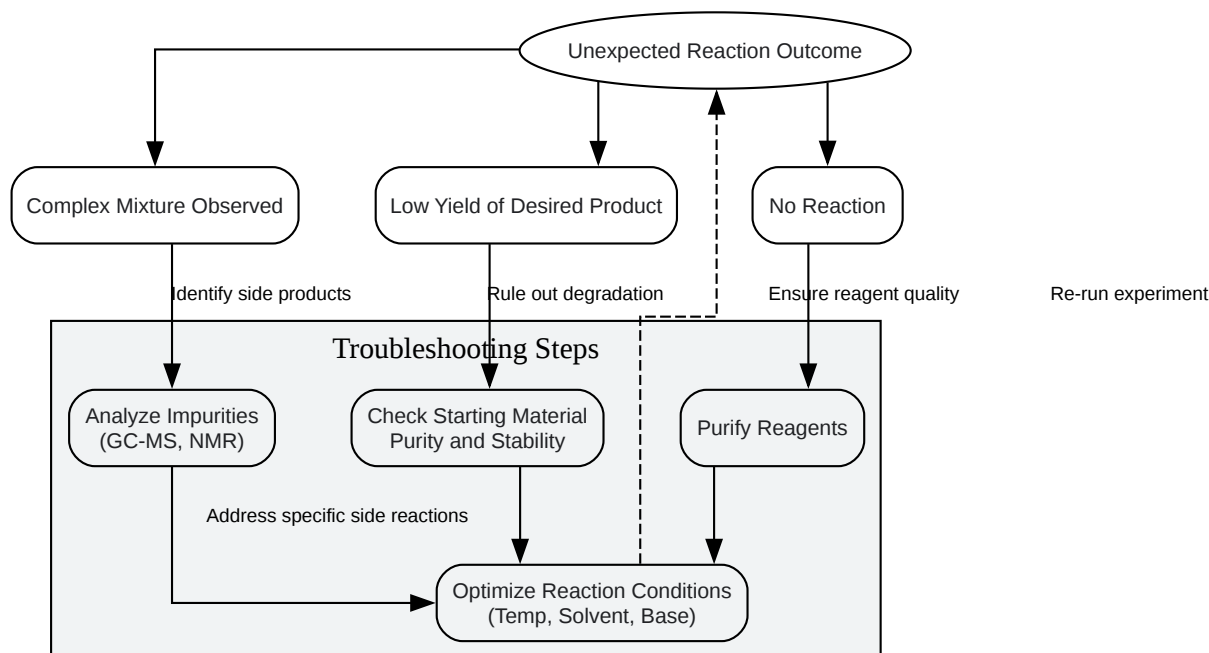 Unexpected Reaction Outcome
Complex Mixture Observed
Low Yield of Desired Product
No Reaction
Identify side products
Rule out degradation
Ensure reagent quality
Re-run experiment
Troubleshooting Steps
Analyze Impurities
(GC-MS, NMR)
Check Starting Material
Purity and Stability
Purify Reagents
Address specific side reactions
Optimize Reaction Conditions
(Temp, Solvent, Base)